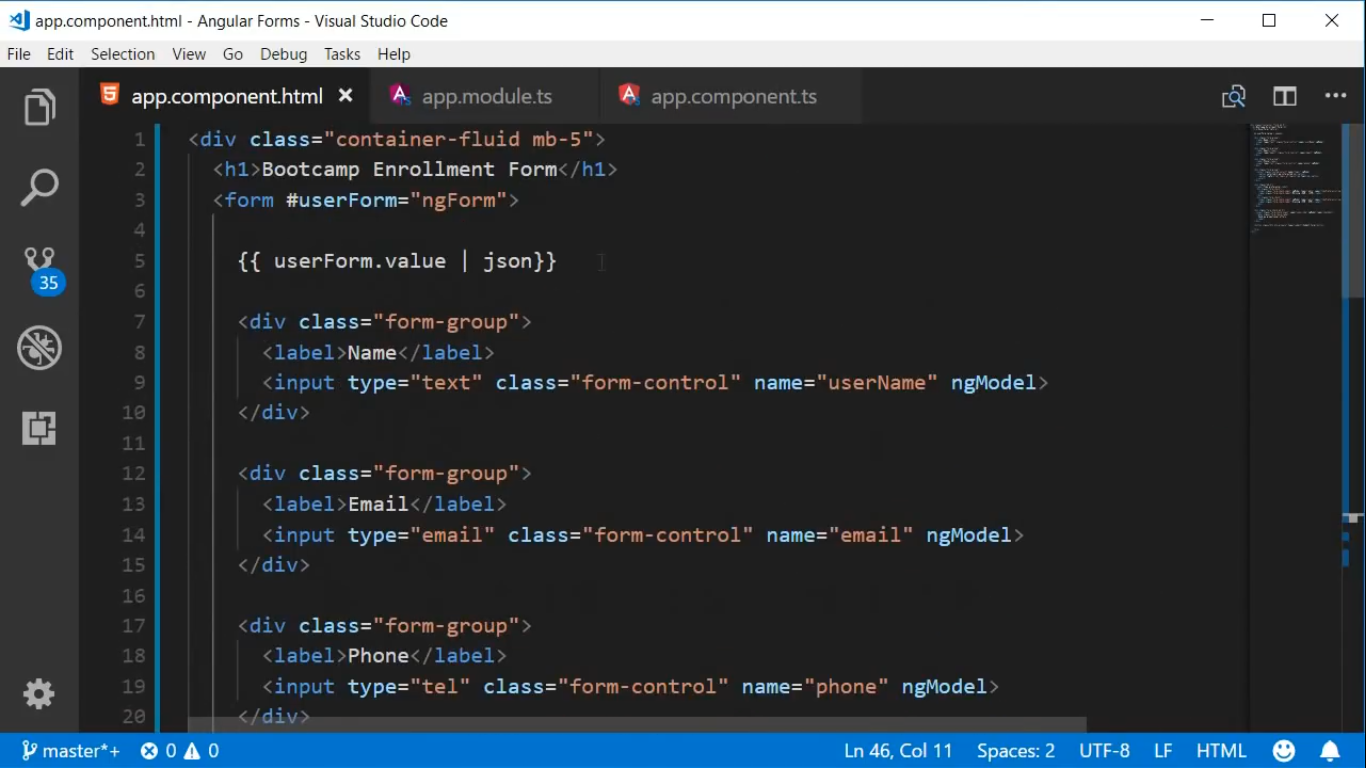 app.component.html - Angular Forms - Visual Studio Code
File Edit Selection View Go Debug Tasks Help
app.component.html app.module.ts app.component.ts
1 <div class="container-fluid mb-5">
2 <h1>Bootcamp Enrollment Form</h1>
3 <form #userForm="ngForm">
4
5 {{ userForm.value | json}}
6
7 <div class="form-group">
8 <label>Name</label>
9 <input type="text" class="form-control" name="userName" ngModel>
10 </div>
11
12 <div class="form-group">
13 <label>Email</label>
14 <input type="email" class="form-control" name="email" ngModel>
15 </div>
16
17 <div class="form-group">
18 <label>Phone</label>
19 <input type="tel" class="form-control" name="phone" ngModel>
20 </div>
35
master*+ 0 0 Ln 46, Col 11 Spaces: 2 UTF-8 LF HTML